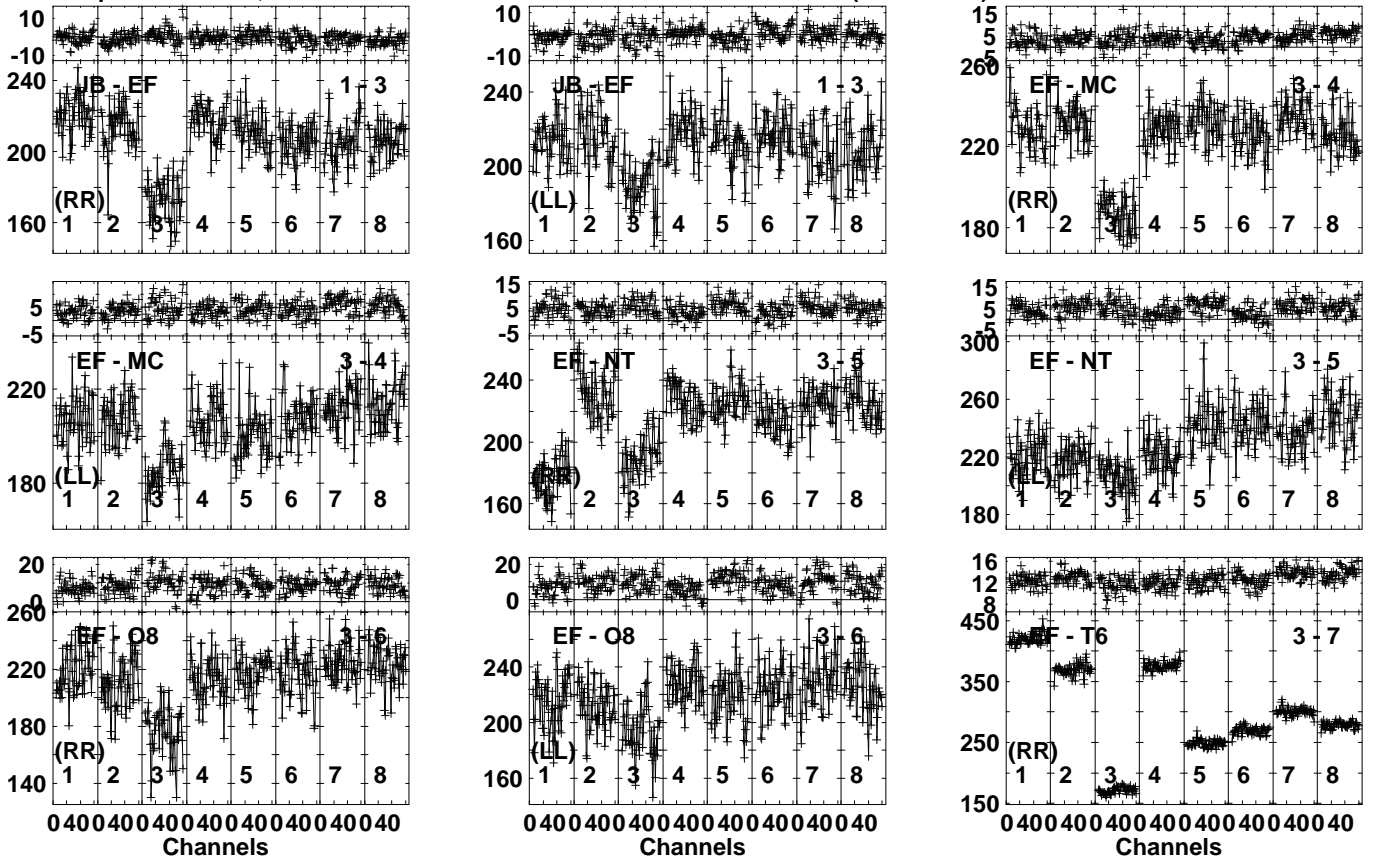 10 10 15
-10 -10 5
-5
240 JB - EF 1 - 3 240 JB - EF 1 - 3 260 EF - MC 3 - 4
200 200 220
160 (RR) 160 (LL) 180 (RR)
1 2 3 4 5 6 7 8 1 2 3 4 5 6 7 8 1 2 3 4 5 6 7 8
5 15 15
-5 5 5
-5 -5
220 EF - MC 3 - 4 240 EF - NT 3 - 5 300 EF - NT 3 - 5
260
180 (LL) 200 (RR) 220 (LL)
160 180
1 2 3 4 5 6 7 8 1 2 3 4 5 6 7 8 1 2 3 4 5 6 7 8
20 20 16
0 0 12
8
260 EF - O8 3 - 6 240 EF - O8 3 - 6 450 EF - T6 3 - 7
220 200 350
180 (RR) 160 (LL) 250 (RR)
140 150
1 2 3 4 5 6 7 8 1 2 3 4 5 6 7 8 1 2 3 4 5 6 7 8
0 40 0 40 0 40 0 40 0 40 0 40 0 40 0 40 0 40 0 40 0 40 0 40 0 40 0 40 0 40 0 40 0 40 0 40 0 40 0 40 0 40 0 40 0 40 0 40
Channels Channels Channels